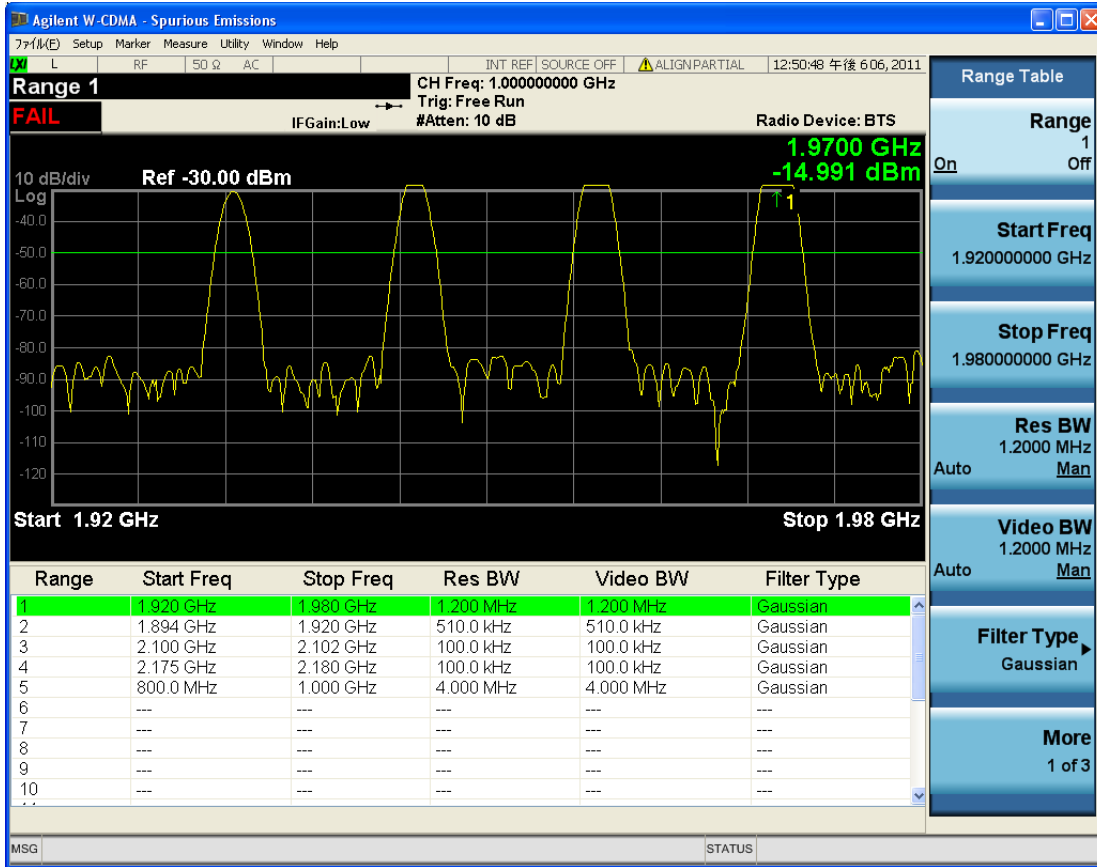 Agilent W-CDMA - Spurious Emissions
ﾌｧｲﾙ(F) Setup Marker Measure Utility Window Help
LXI L RF 50 Ω AC INT REF SOURCE OFF ALIGN PARTIAL 12:50:48 午後 6 06, 2011
Range 1
CH Freq: 1.000000000 GHz
Trig: Free Run
FAIL
IFGain:Low
#Atten: 10 dB
Radio Device: BTS
1.9700 GHz
-14.991 dBm
10 dB/div
Ref -30.00 dBm
Log
1
-40.0
-50.0
-60.0
-70.0
-80.0
-90.0
-100
-110
-120
Start 1.92 GHz
Stop 1.98 GHz
Range Start Freq Stop Freq Res BW Video BW Filter Type
1 1.920 GHz 1.980 GHz 1.200 MHz 1.200 MHz Gaussian
2 1.894 GHz 1.920 GHz 510.0 kHz 510.0 kHz Gaussian
3 2.100 GHz 2.102 GHz 100.0 kHz 100.0 kHz Gaussian
4 2.175 GHz 2.180 GHz 100.0 kHz 100.0 kHz Gaussian
5 800.0 MHz 1.000 GHz 4.000 MHz 4.000 MHz Gaussian
6 --- --- --- --- ---
7 --- --- --- --- ---
8 --- --- --- --- ---
9 --- --- --- --- ---
10 --- --- --- --- ---
MSG
STATUS
Range Table
Range
1
On Off
Start Freq
1.920000000 GHz
Stop Freq
1.980000000 GHz
Res BW
1.2000 MHz
Auto Man
Video BW
1.2000 MHz
Auto Man
Filter Type
Gaussian
More
1 of 3